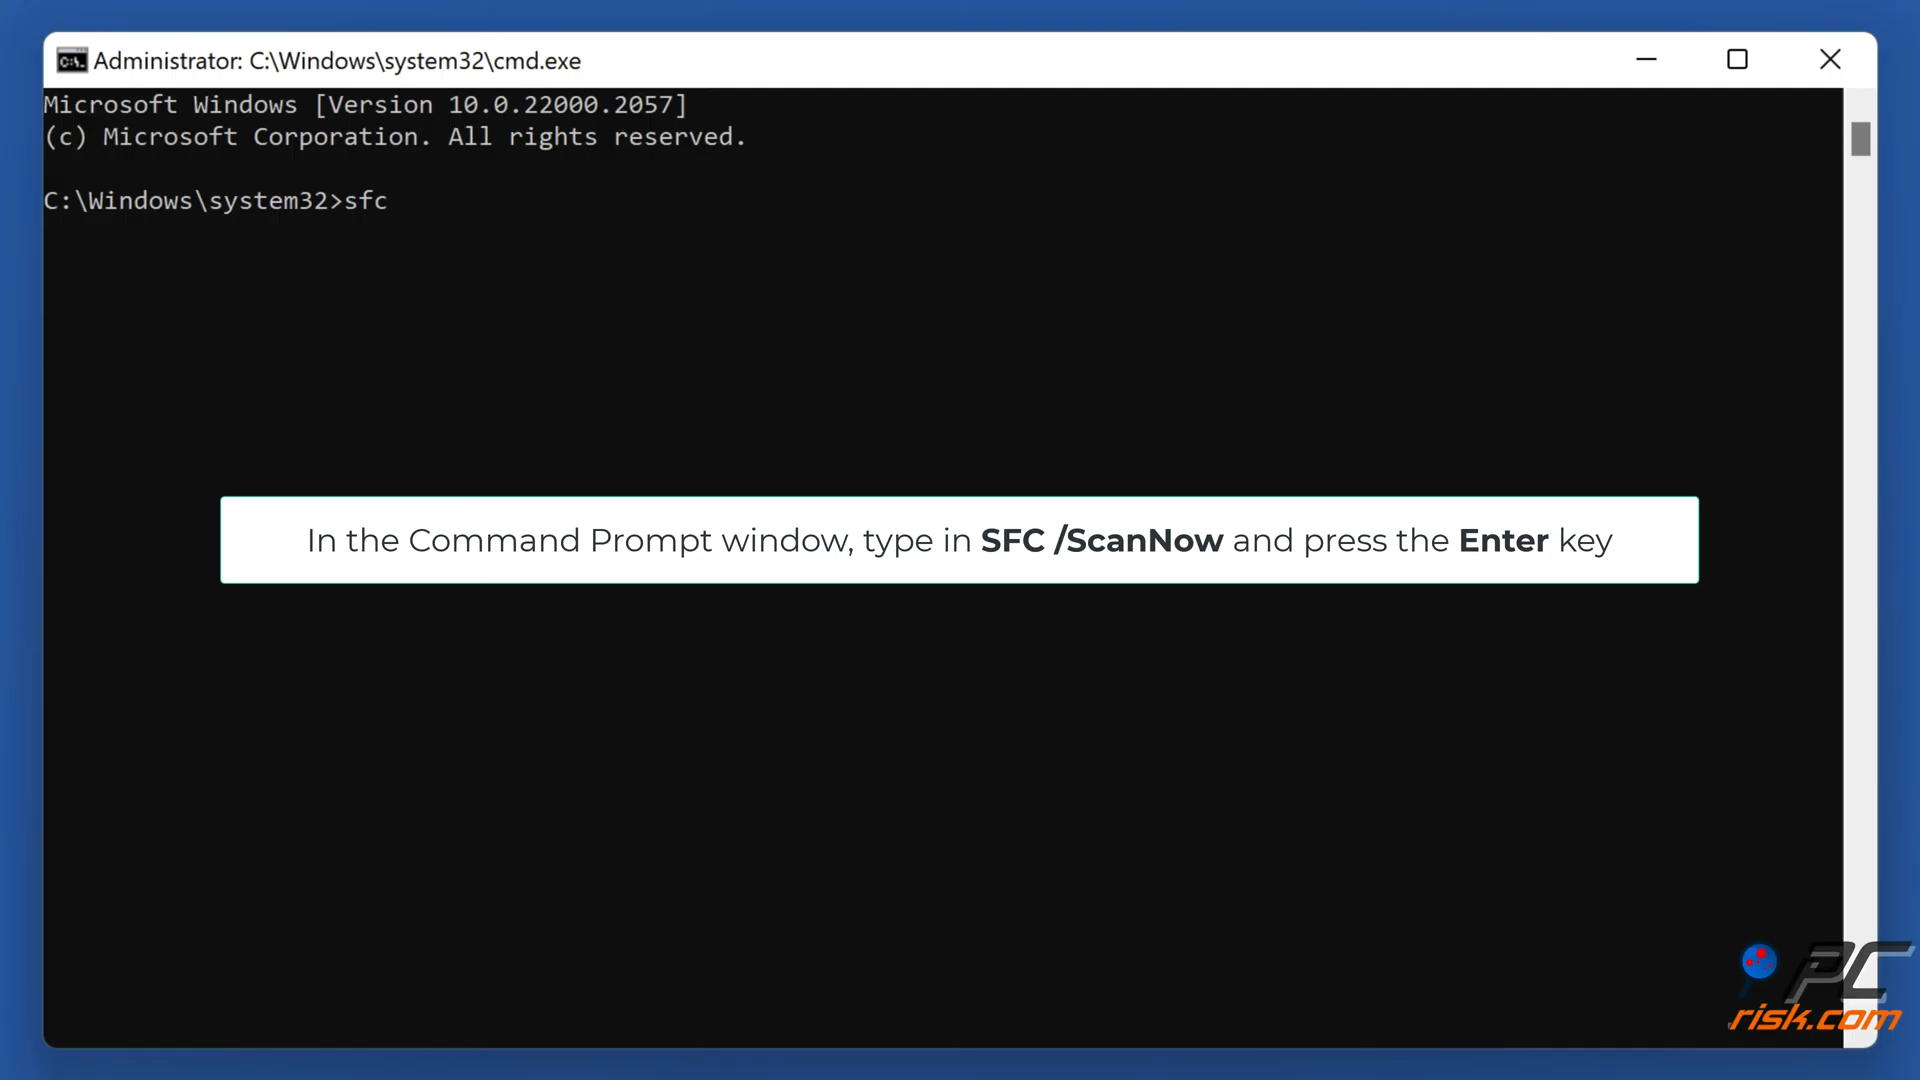 Administrator: C:\Windows\system32\cmd.exe
Microsoft Windows [Version 10.0.22000.2057]
(c) Microsoft Corporation. All rights reserved.
C:\Windows\system32>sfc
In the Command Prompt window, type in SFC /ScanNow and press the Enter key
PC
risk.com